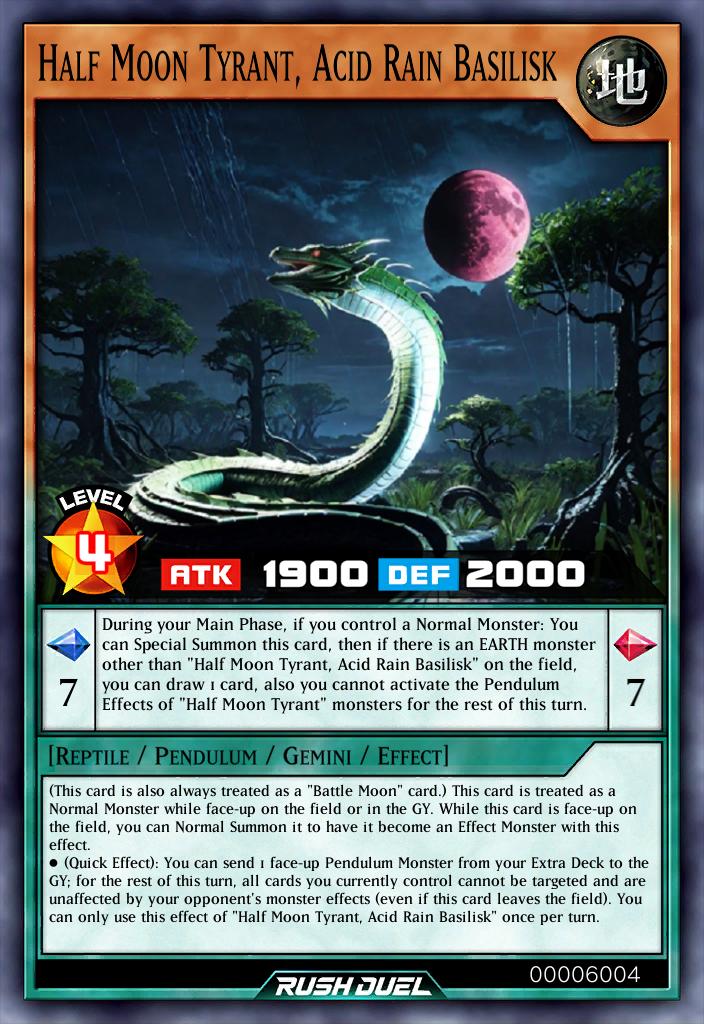 Half Moon Tyrant, Acid Rain Basilisk
地
LEVEL
4
ATK 1900 DEF 2000
During your Main Phase, if you control a Normal Monster: You
can Special Summon this card, then if there is an EARTH monster
other than "Half Moon Tyrant, Acid Rain Basilisk" on the field,
you can draw 1 card, also you cannot activate the Pendulum
Effects of "Half Moon Tyrant" monsters for the rest of this turn.
7
7
[Reptile / Pendulum / Gemini / Effect]
(This card is also always treated as a "Battle Moon" card.) This card is treated as a
Normal Monster while face-up on the field or in the GY. While this card is face-up on
the field, you can Normal Summon it to have it become an Effect Monster with this
effect.
● (Quick Effect): You can send 1 face-up Pendulum Monster from your Extra Deck to the
GY; for the rest of this turn, all cards you currently control cannot be targeted and are
unaffected by your opponent's monster effects (even if this card leaves the field). You
can only use this effect of "Half Moon Tyrant, Acid Rain Basilisk" once per turn.
00006004
RUSH DUEL